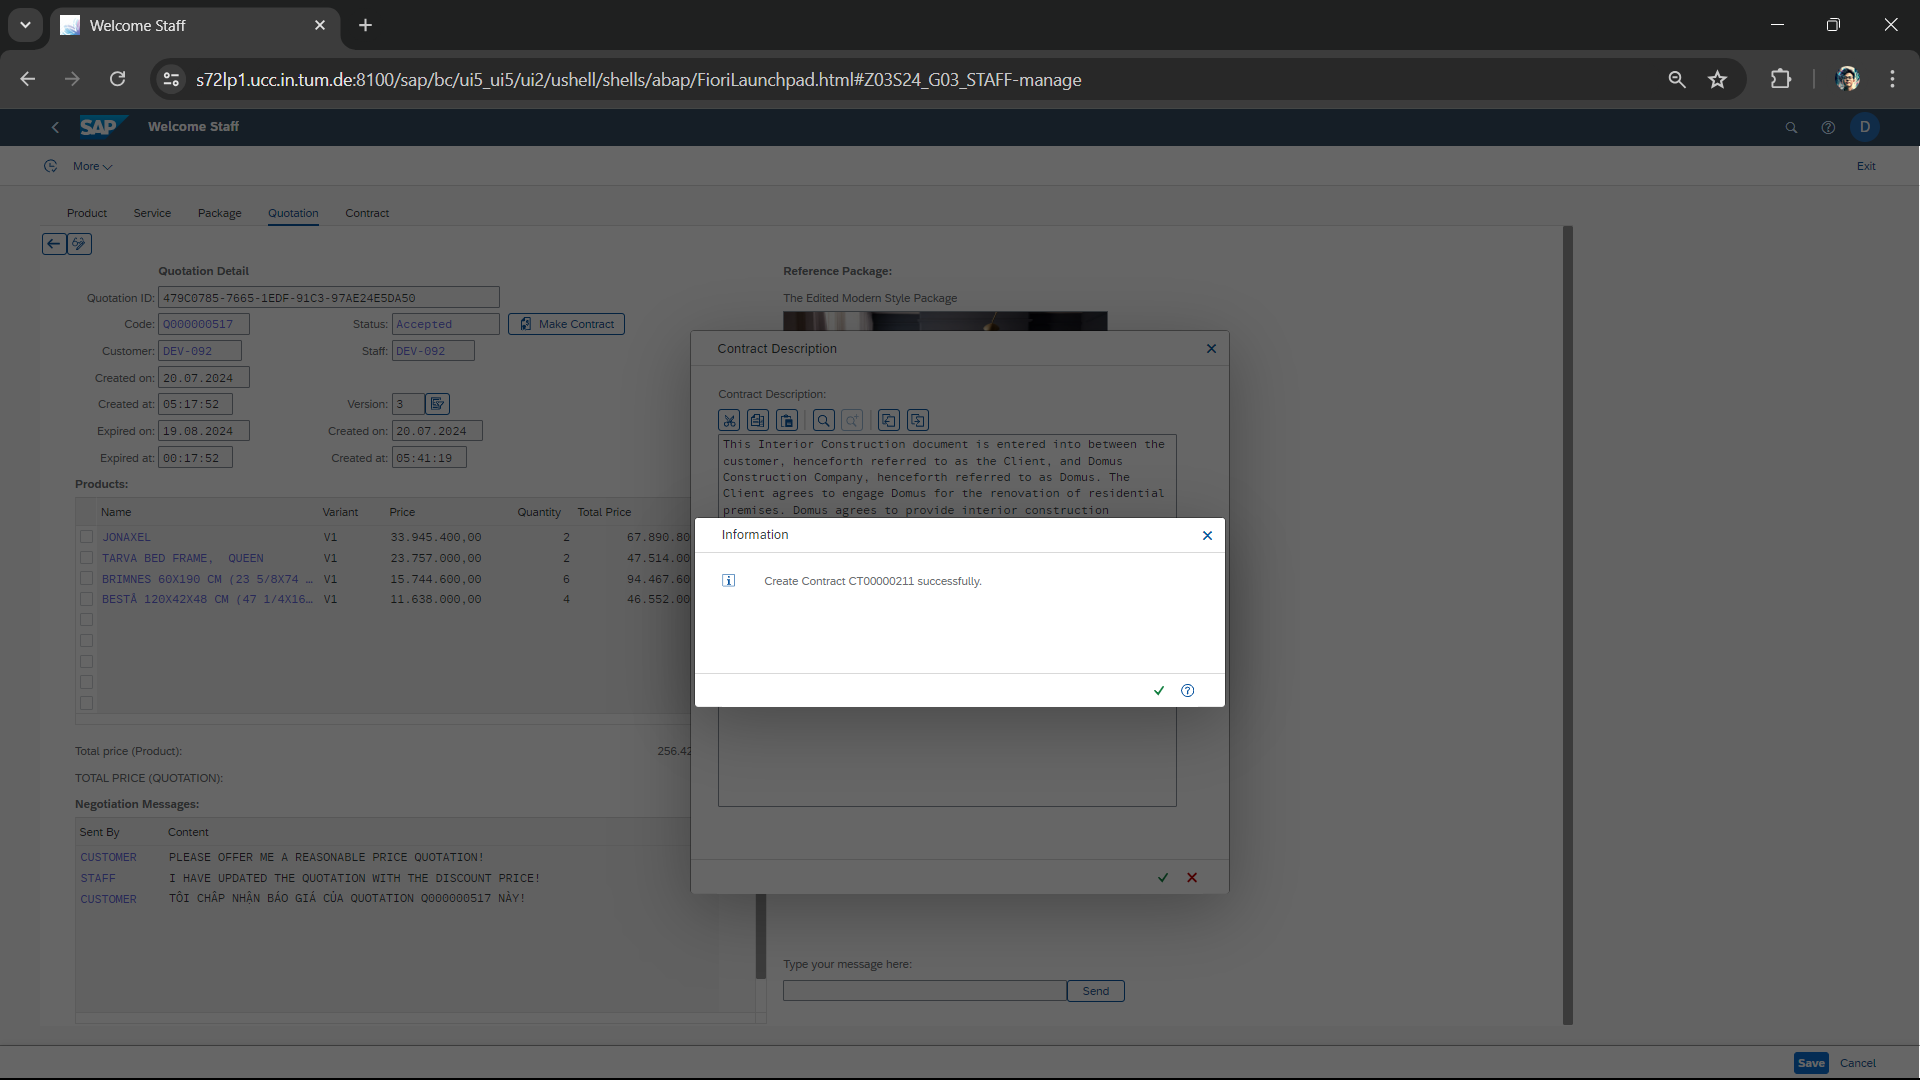 Welcome Staff
s72lp1.ucc.in.tum.de:8100/sap/bc/ui5_ui5/ui2/ushell/shells/abap/FioriLaunchpad.html#Z03S24_G03_STAFF-manage
SAP Welcome Staff D
More Exit
Product Service Package Quotation Contract
Quotation Detail
Quotation ID: 479C0785-7665-1EDF-91C3-97AE24E5DA50
Code: Q000000517 Status: Accepted Make Contract
Customer: DEV-092 Staff: DEV-092
Created on: 20.07.2024
Created at: 05:17:52 Version: 3
Expired on: 19.08.2024 Created on: 20.07.2024
Expired at: 00:17:52 Created at: 05:41:19
Products:
Name Variant Price Quantity Total Price
JONAXEL V1 33.945.400,00 2 67.890.80
TARVA BED FRAME, QUEEN V1 23.757.000,00 2 47.514.00
BRIMNES 60X190 CM (23 5/8X74 … V1 15.744.600,00 6 94.467.60
BESTÅ 120X42X48 CM (47 1/4X16… V1 11.638.000,00 4 46.552.00
Total price (Product): 256.42
TOTAL PRICE (QUOTATION):
Negotiation Messages:
Sent By Content
CUSTOMER PLEASE OFFER ME A REASONABLE PRICE QUOTATION!
STAFF I HAVE UPDATED THE QUOTATION WITH THE DISCOUNT PRICE!
CUSTOMER TÔI CHẤP NHẬN BÁO GIÁ CỦA QUOTATION Q000000517 NÀY!
Reference Package:
The Edited Modern Style Package
Contract Description
Contract Description:
This Interior Construction document is entered into between the
customer, henceforth referred to as the Client, and Domus
Construction Company, henceforth referred to as Domus. The
Client agrees to engage Domus for the renovation of residential
premises. Domus agrees to provide interior construction
Information
Create Contract CT00000211 successfully.
Type your message here:
Send
Save Cancel